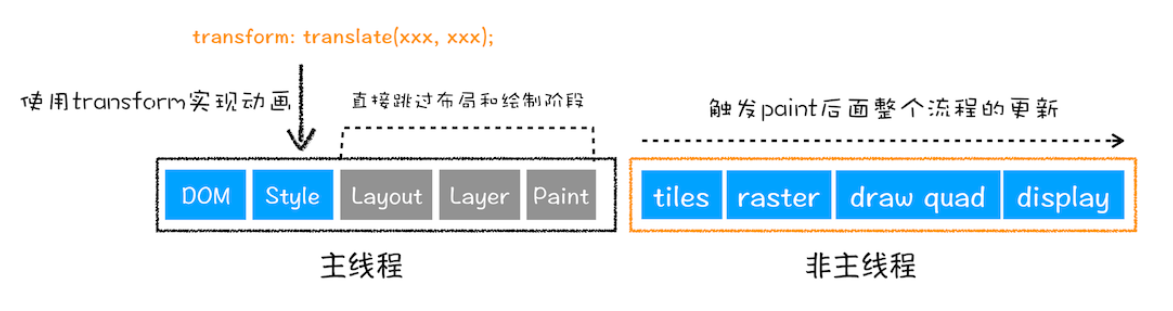 transform: translate(xxx, xxx);
使用transform实现动画
直接跳过布局和绘制阶段
触发paint后面整个流程的更新
DOM
Style
Layout
Layer
Paint
tiles
raster
draw quad
display
主线程
非主线程